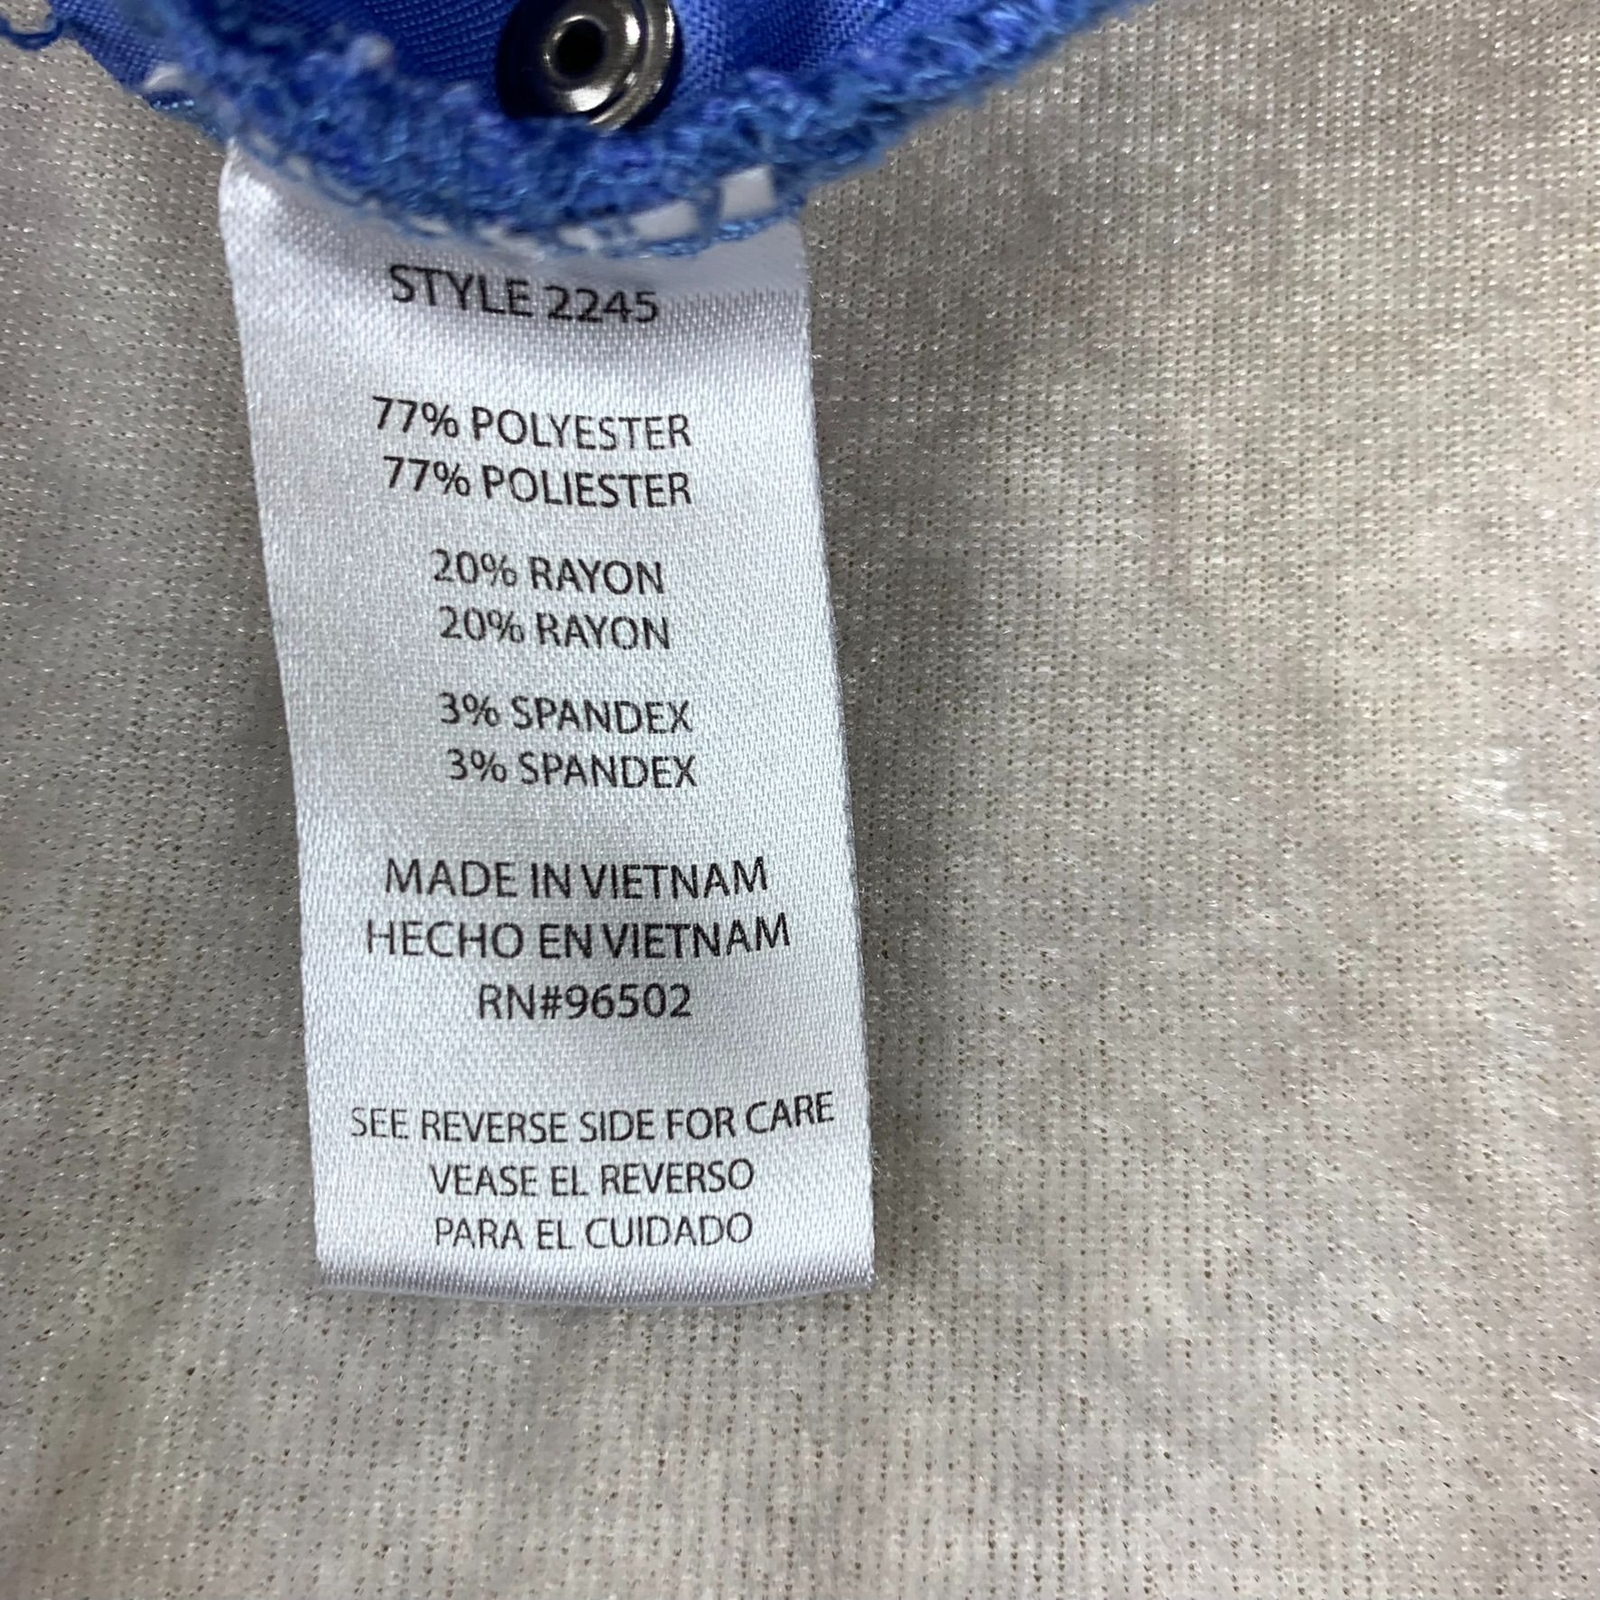 STYLE 2245
77% POLYESTER
77% POLIESTER
20% RAYON
20% RAYON
3% SPANDEX
3% SPANDEX
MADE IN VIETNAM
HECHO EN VIETNAM
RN#96502
SEE REVERSE SIDE FOR CARE
VEASE EL REVERSO
PARA EL CUIDADO